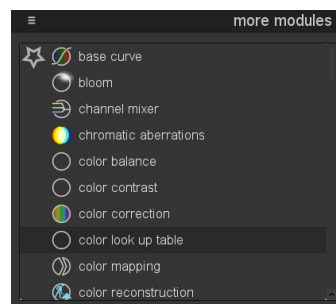 more modules
base curve
bloom
channel mixer
chromatic aberrations
color balance
color contrast
color correction
color look up table
color mapping
color reconstruction